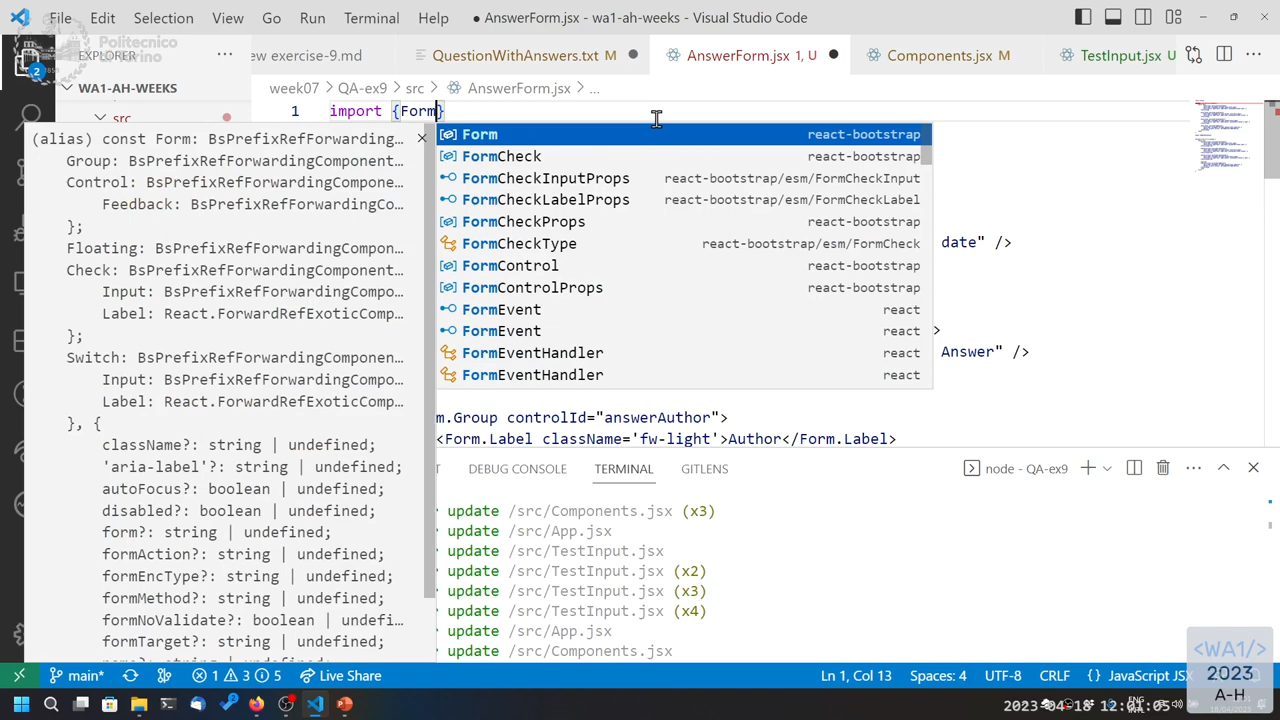 File Edit Selection View Go Run Terminal Help ● AnswerForm.jsx - wa1-ah-weeks - Visual Studio Code
Politecnico
EXPLORER
ew exercise-9.md QuestionWithAnswers.txt M AnswerForm.jsx 1, U Components.jsx M TestInput.jsx U
2
WA1-AH-WEEKS
week07 > QA-ex9 > src > AnswerForm.jsx > ...
src
1 import {Form}
(alias) const Form: BsPrefixRefForwarding...
Group: BsPrefixRefForwardingComponent...
Control: BsPrefixRefForwardingCompone...
Feedback: BsPrefixRefForwardingCo...
};
Floating: BsPrefixRefForwardingCompon...
Check: BsPrefixRefForwardingComponent...
Input: BsPrefixRefForwardingCompo...
Label: React.ForwardRefExoticComp...
};
Switch: BsPrefixRefForwardingComponen...
Input: BsPrefixRefForwardingCompo...
Label: React.ForwardRefExoticComp...
}, {
className?: string | undefined;
'aria-label'?: string | undefined;
autoFocus?: boolean | undefined;
disabled?: boolean | undefined;
form?: string | undefined;
formAction?: string | undefined;
formEncType?: string | undefined;
formMethod?: string | undefined;
formNoValidate?: boolean | undefi...
formTarget?: string | undefined;
Form react-bootstrap
FormCheck react-bootstrap
FormCheckInputProps react-bootstrap/esm/FormCheckInput
FormCheckLabelProps react-bootstrap/esm/FormCheckLabel
FormCheckProps react-bootstrap
FormCheckType react-bootstrap/esm/FormCheck
FormControl react-bootstrap
FormControlProps react-bootstrap
FormEvent react
FormEvent react
FormEventHandler react
FormEventHandler react
date" />
>
Answer" />
m.Group controlId="answerAuthor">
<Form.Label className='fw-light'>Author</Form.Label>
T DEBUG CONSOLE TERMINAL GITLENS node - QA-ex9
update /src/Components.jsx (x3)
update /src/App.jsx
update /src/TestInput.jsx
update /src/TestInput.jsx (x2)
update /src/TestInput.jsx (x3)
update /src/TestInput.jsx (x4)
update /src/App.jsx
update /src/Components.jsx
<WA1/>
2023
A-H
main* 1 3 5 Live Share Ln 1, Col 13 Spaces: 4 UTF-8 CRLF { } JavaScript JSX
ENG
2023-04-18 12:01:05